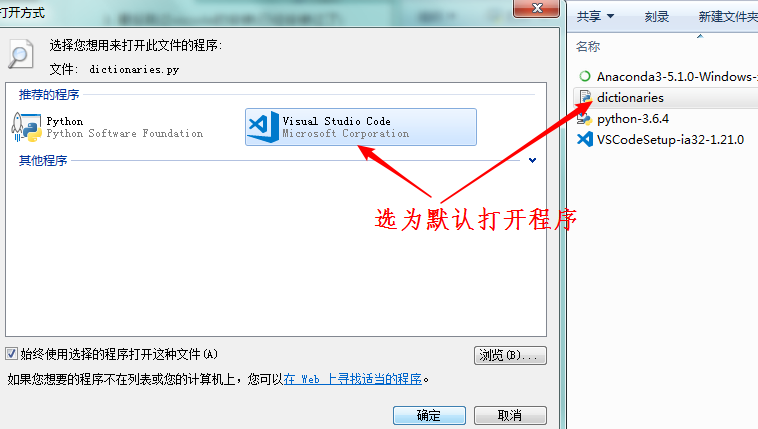 打开方式
选择您想用来打开此文件的程序:
文件: dictionaries.py
推荐的程序
Python
Python Software Foundation
Visual Studio Code
Microsoft Corporation
其他程序
选为默认打开程序
始终使用选择的程序打开这种文件(A)
浏览(B)...
如果您想要的程序不在列表或您的计算机上，您可以在 Web 上寻找适当的程序。
确定
取消
共享
刻录
新建文件夹
名称
Anaconda3-5.1.0-Windows-
dictionaries
python-3.6.4
VSCodeSetup-ia32-1.21.0